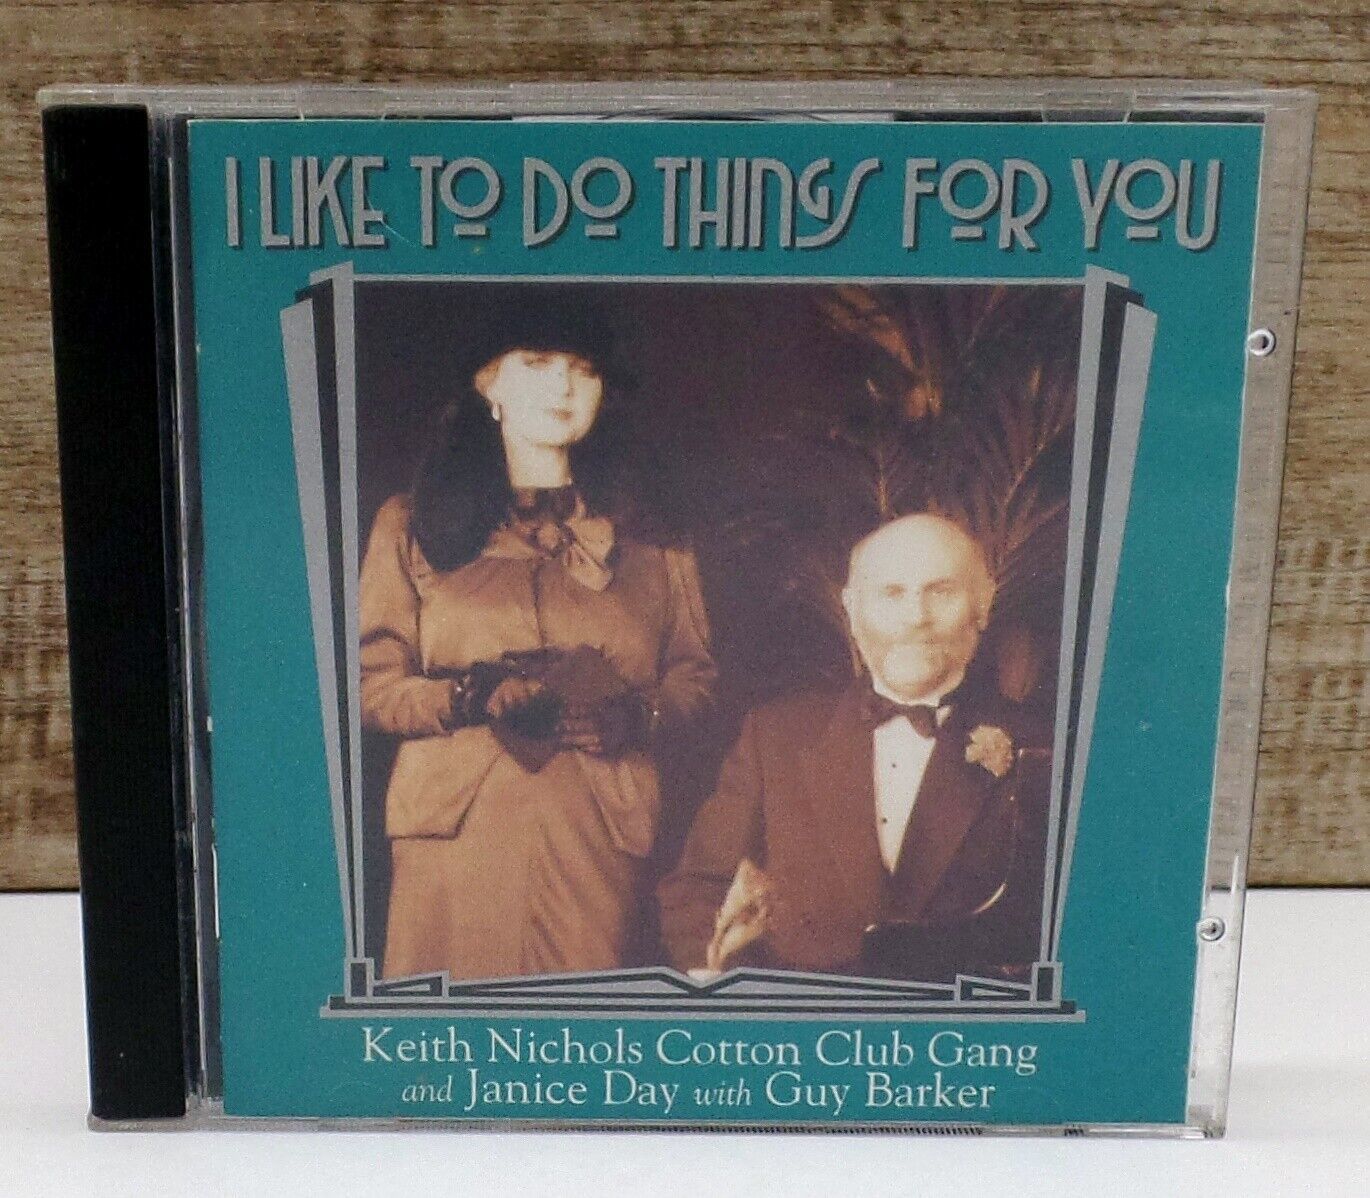 I LIKE TO DO THINGS FOR YOU
Keith Nichols Cotton Club Gang
and Janice Day with Guy Barker